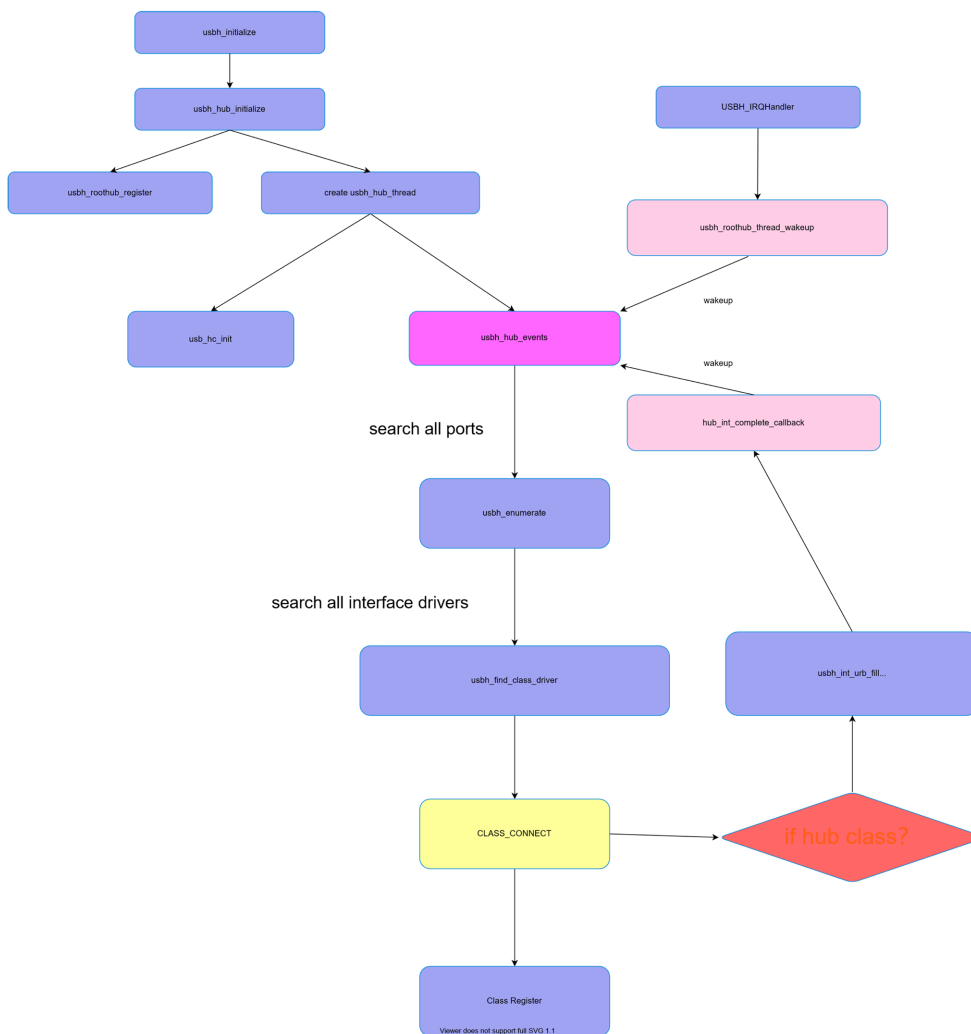 usbh_initialize
usbh_hub_initialize
USBH_IRQHandler
usbh_roothub_register
create usbh_hub_thread
usbh_roothub_thread_wakeup
wakeup
usb_hc_init
usbh_hub_events
wakeup
hub_int_complete_callback
search all ports
usbh_enumerate
search all interface drivers
usbh_find_class_driver
usbh_int_urb_fill...
CLASS_CONNECT
if hub class?
Class Register
Viewer does not support full SVG 1.1